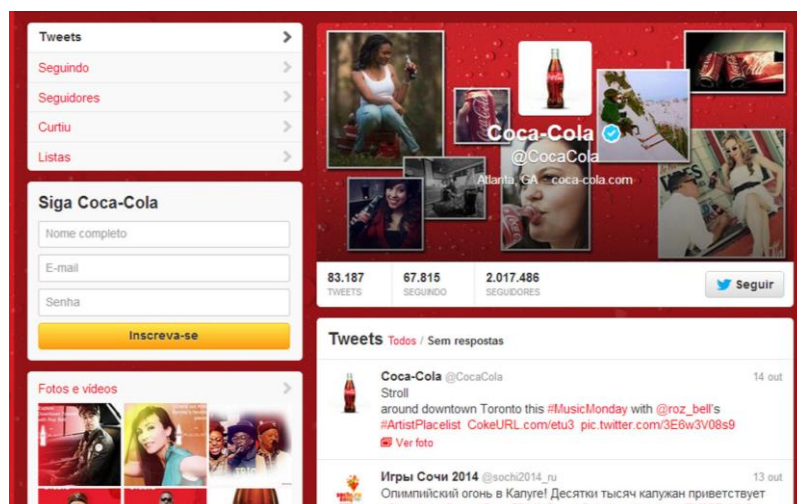 Tweets
Seguindo
Seguidores
Curtiu
Listas
Siga Coca-Cola
Nome completo
E-mail
Senha
Inscreva-se
Fotos e vídeos
Coca-Cola
@CocaCola
Atlanta, GA coca-cola.com
83.187
TWEETS
67.815
SEGUINDO
2.017.486
SEGUIDORES
Seguir
Tweets Todos / Sem respostas
Coca-Cola @CocaCola 14 out
Stroll
around downtown Toronto this #MusicMonday with @roz_bell's
#ArtistPlacelist CokeURL.com/etu3 pic.twitter.com/3E6w3V08s9
Ver foto
Игры Сочи 2014 @sochi2014_ru 13 out
Олимпийский огонь в Калуге! Десятки тысяч калужан приветствует